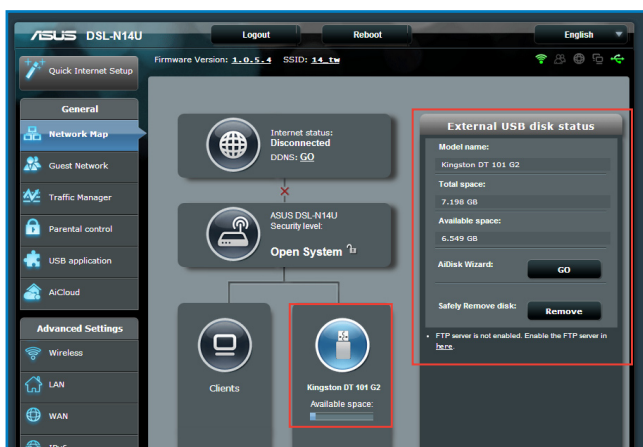 ASUS DSL-N14U
Logout
Reboot
English
Quick Internet Setup
Firmware Version: 1.0.5.4 SSID: 14_tw
General
Network Map
Guest Network
Traffic Manager
Parental control
USB application
AiCloud
Advanced Settings
Wireless
LAN
WAN
Internet status:
Disconnected
DDNS: GO
ASUS DSL-N14U
Security level:
Open System
Clients
Kingston DT 101 G2
Available space:
External USB disk status
Model name:
Kingston DT 101 G2
Total space:
7.198 GB
Available space:
6.549 GB
AiDisk Wizard:
GO
Safely Remove disk:
Remove
• FTP server is not enabled. Enable the FTP server in
here.